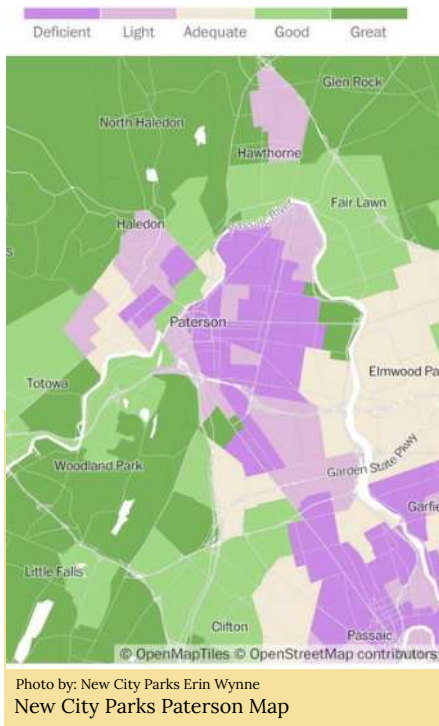 Deficient Light Adequate Good Great
Glen Rock
North Haledon
Hawthorne
Fair Lawn
Passaic River
Haledon
s
Paterson
Elmwood Pa
Totowa
Garden State Pkwy
Woodland Park
Garfie
Little Falls
Clifton
Passaic
© OpenMapTiles © OpenStreetMap contributors
Photo by: New City Parks Erin Wynne
New City Parks Paterson Map